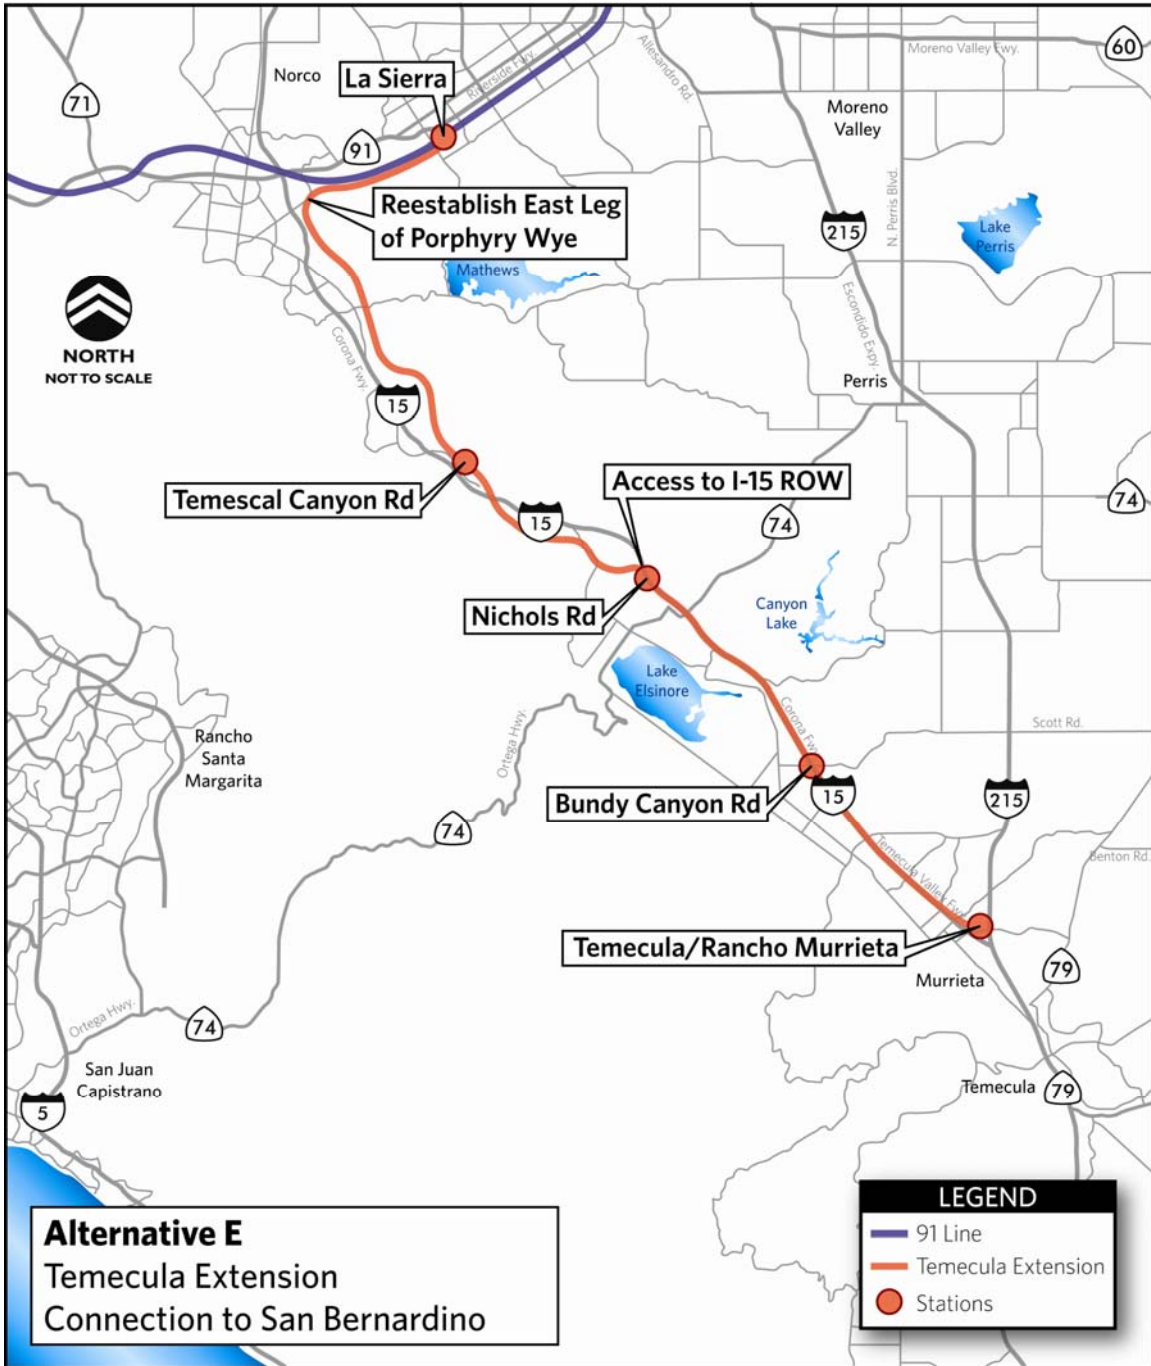 Norco
La Sierra
Riverside Fwy.
Allesandro Rd.
Moreno Valley Fwy.
60
71
91
Moreno
Valley
Reestablish East Leg
of Porphyry Wye
N. Perris Blvd.
215
Lake
Perris
Mathews
Escondido Expy.
NORTH
NOT TO SCALE
Corona Fwy.
Perris
15
Temescal Canyon Rd
Access to I-15 ROW
74
74
15
Nichols Rd
Canyon
Lake
Lake
Elsinore
Rancho
Santa
Margarita
Ortega Hwy.
Corona Fwy.
Scott Rd.
Bundy Canyon Rd
15
215
74
Temecula Valley Fwy.
Benton Rd.
Temecula/Rancho Murrieta
Murrieta
79
Ortega Hwy.
74
San Juan
Capistrano
5
Temecula
79
Alternative E
Temecula Extension
Connection to San Bernardino
LEGEND
91 Line
Temecula Extension
Stations